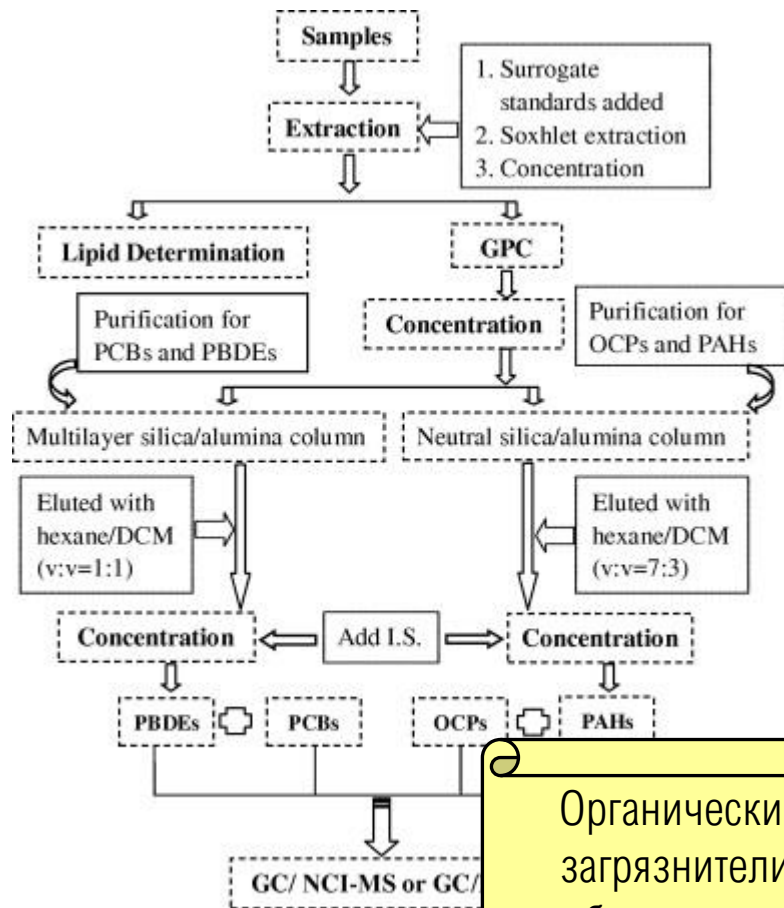 Samples
1. Surrogate
standards added
2. Soxhlet extraction
3. Concentration
Extraction
Lipid Determination
GPC
Purification for
PCBs and PBDEs
Concentration
Purification for
OCPs and PAHs
Multilayer silica/alumina column
Neutral silica/alumina column
Eluted with
hexane/DCM
(v:v=1:1)
Eluted with
hexane/DCM
(v:v=7:3)
Concentration
Add I.S.
Concentration
PBDEs
PCBs
OCPs
PAHs
GC/ NCI-MS or GC/
Органически
загрязнители